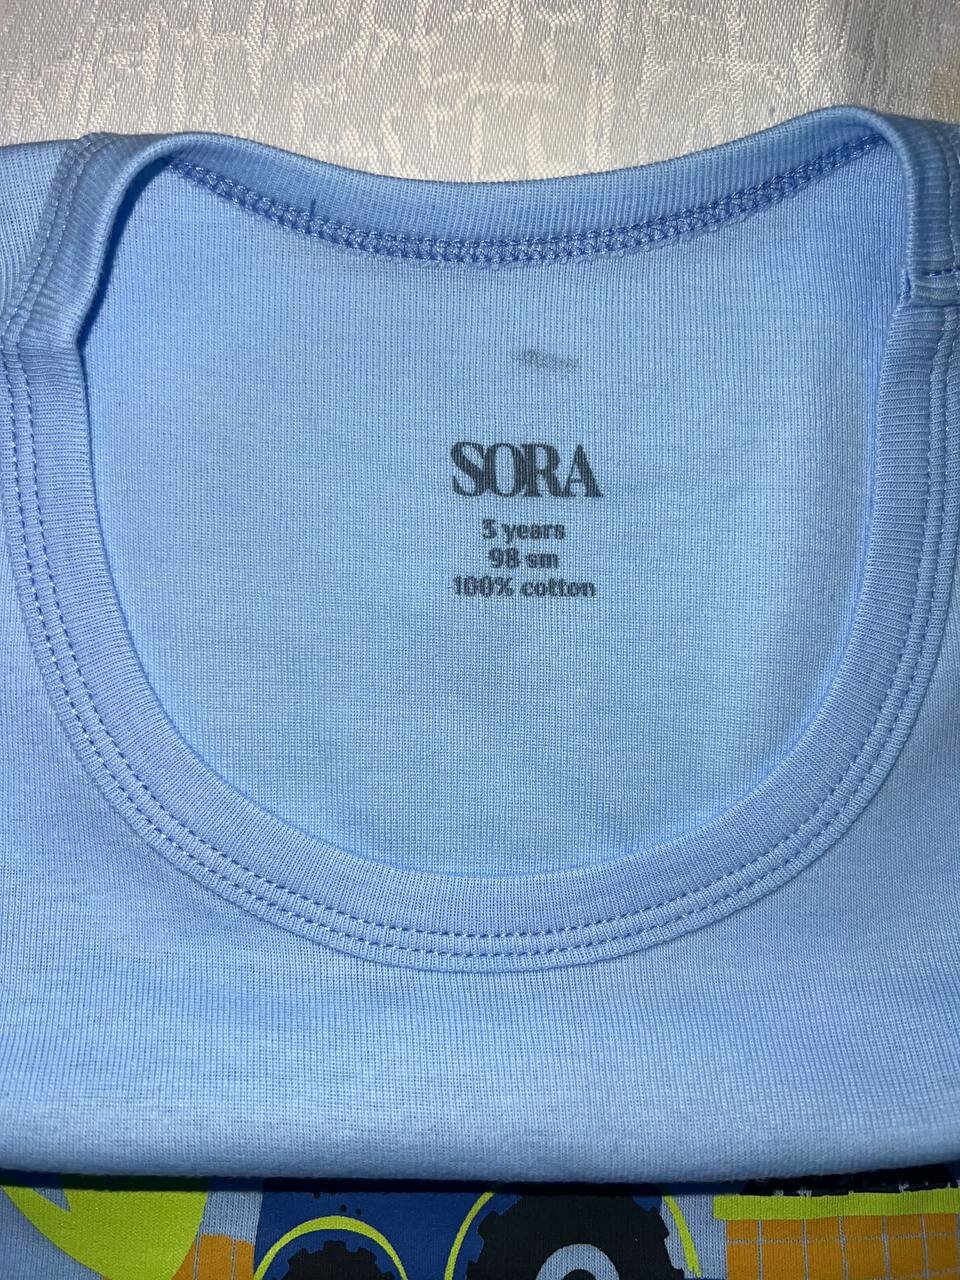 SORA
3 years
98 sm
100% cotton